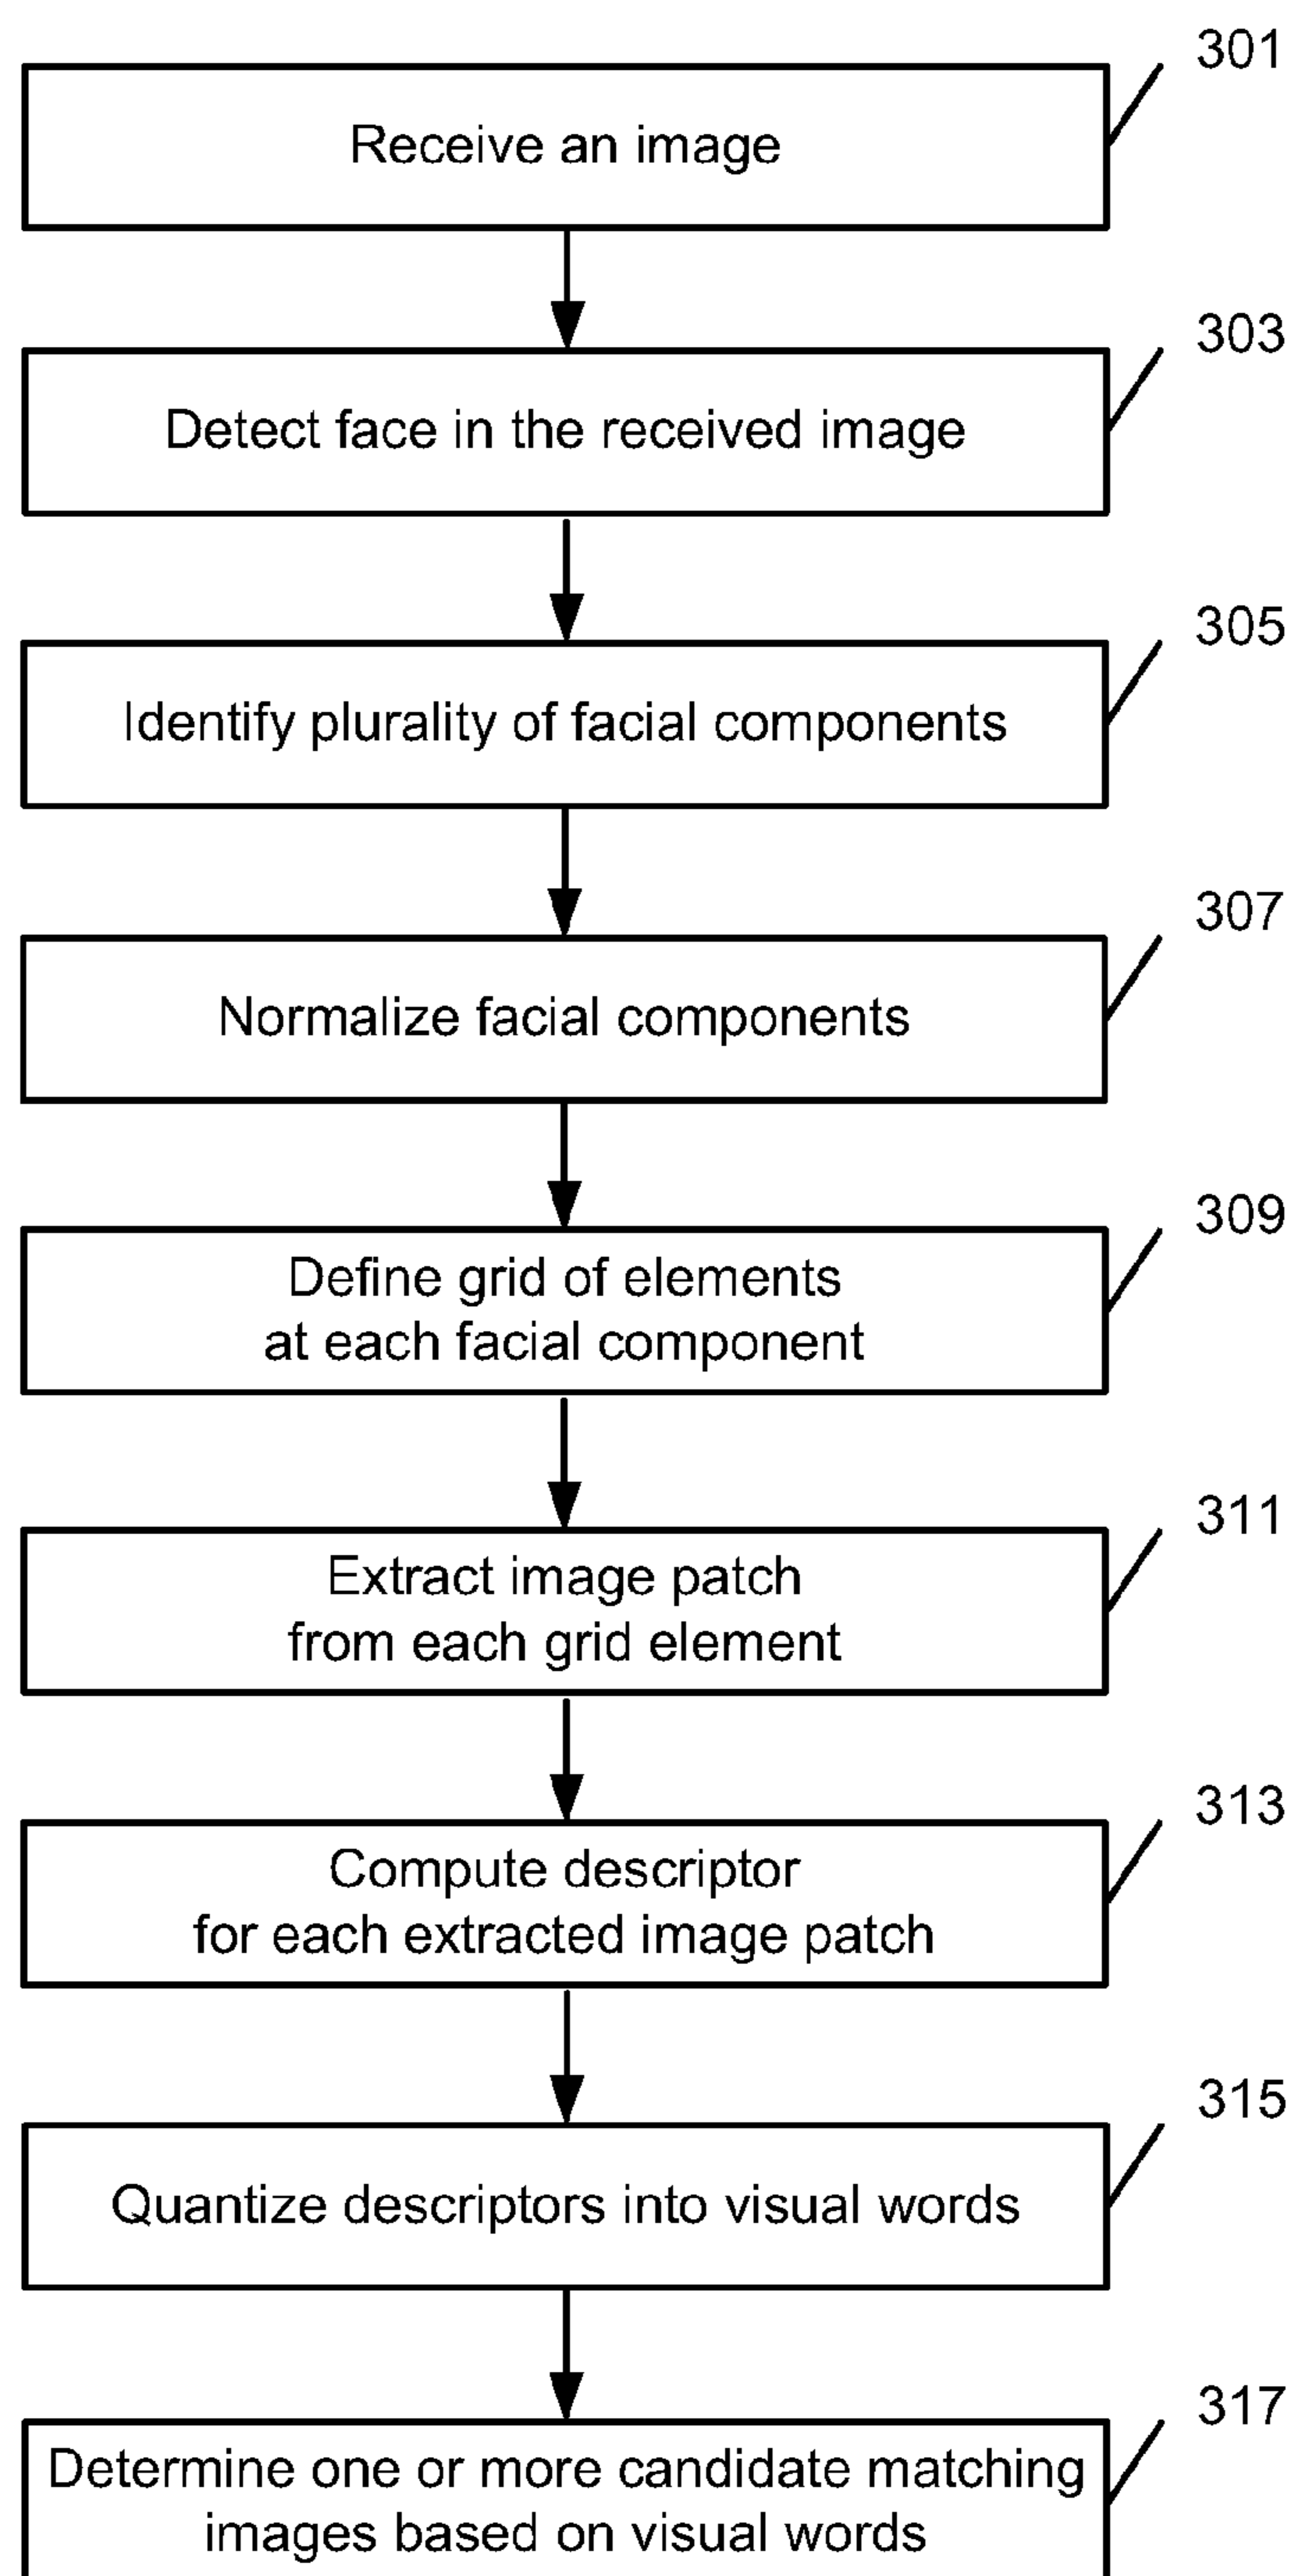 301
Receive an image
303
Detect face in the received image
305
Identify plurality of facial components
307
Normalize facial components
309
Define grid of elements
at each facial component
311
Extract image patch
from each grid element
313
Compute descriptor
for each extracted image patch
315
Quantize descriptors into visual words
317
Determine one or more candidate matching
images based on visual words